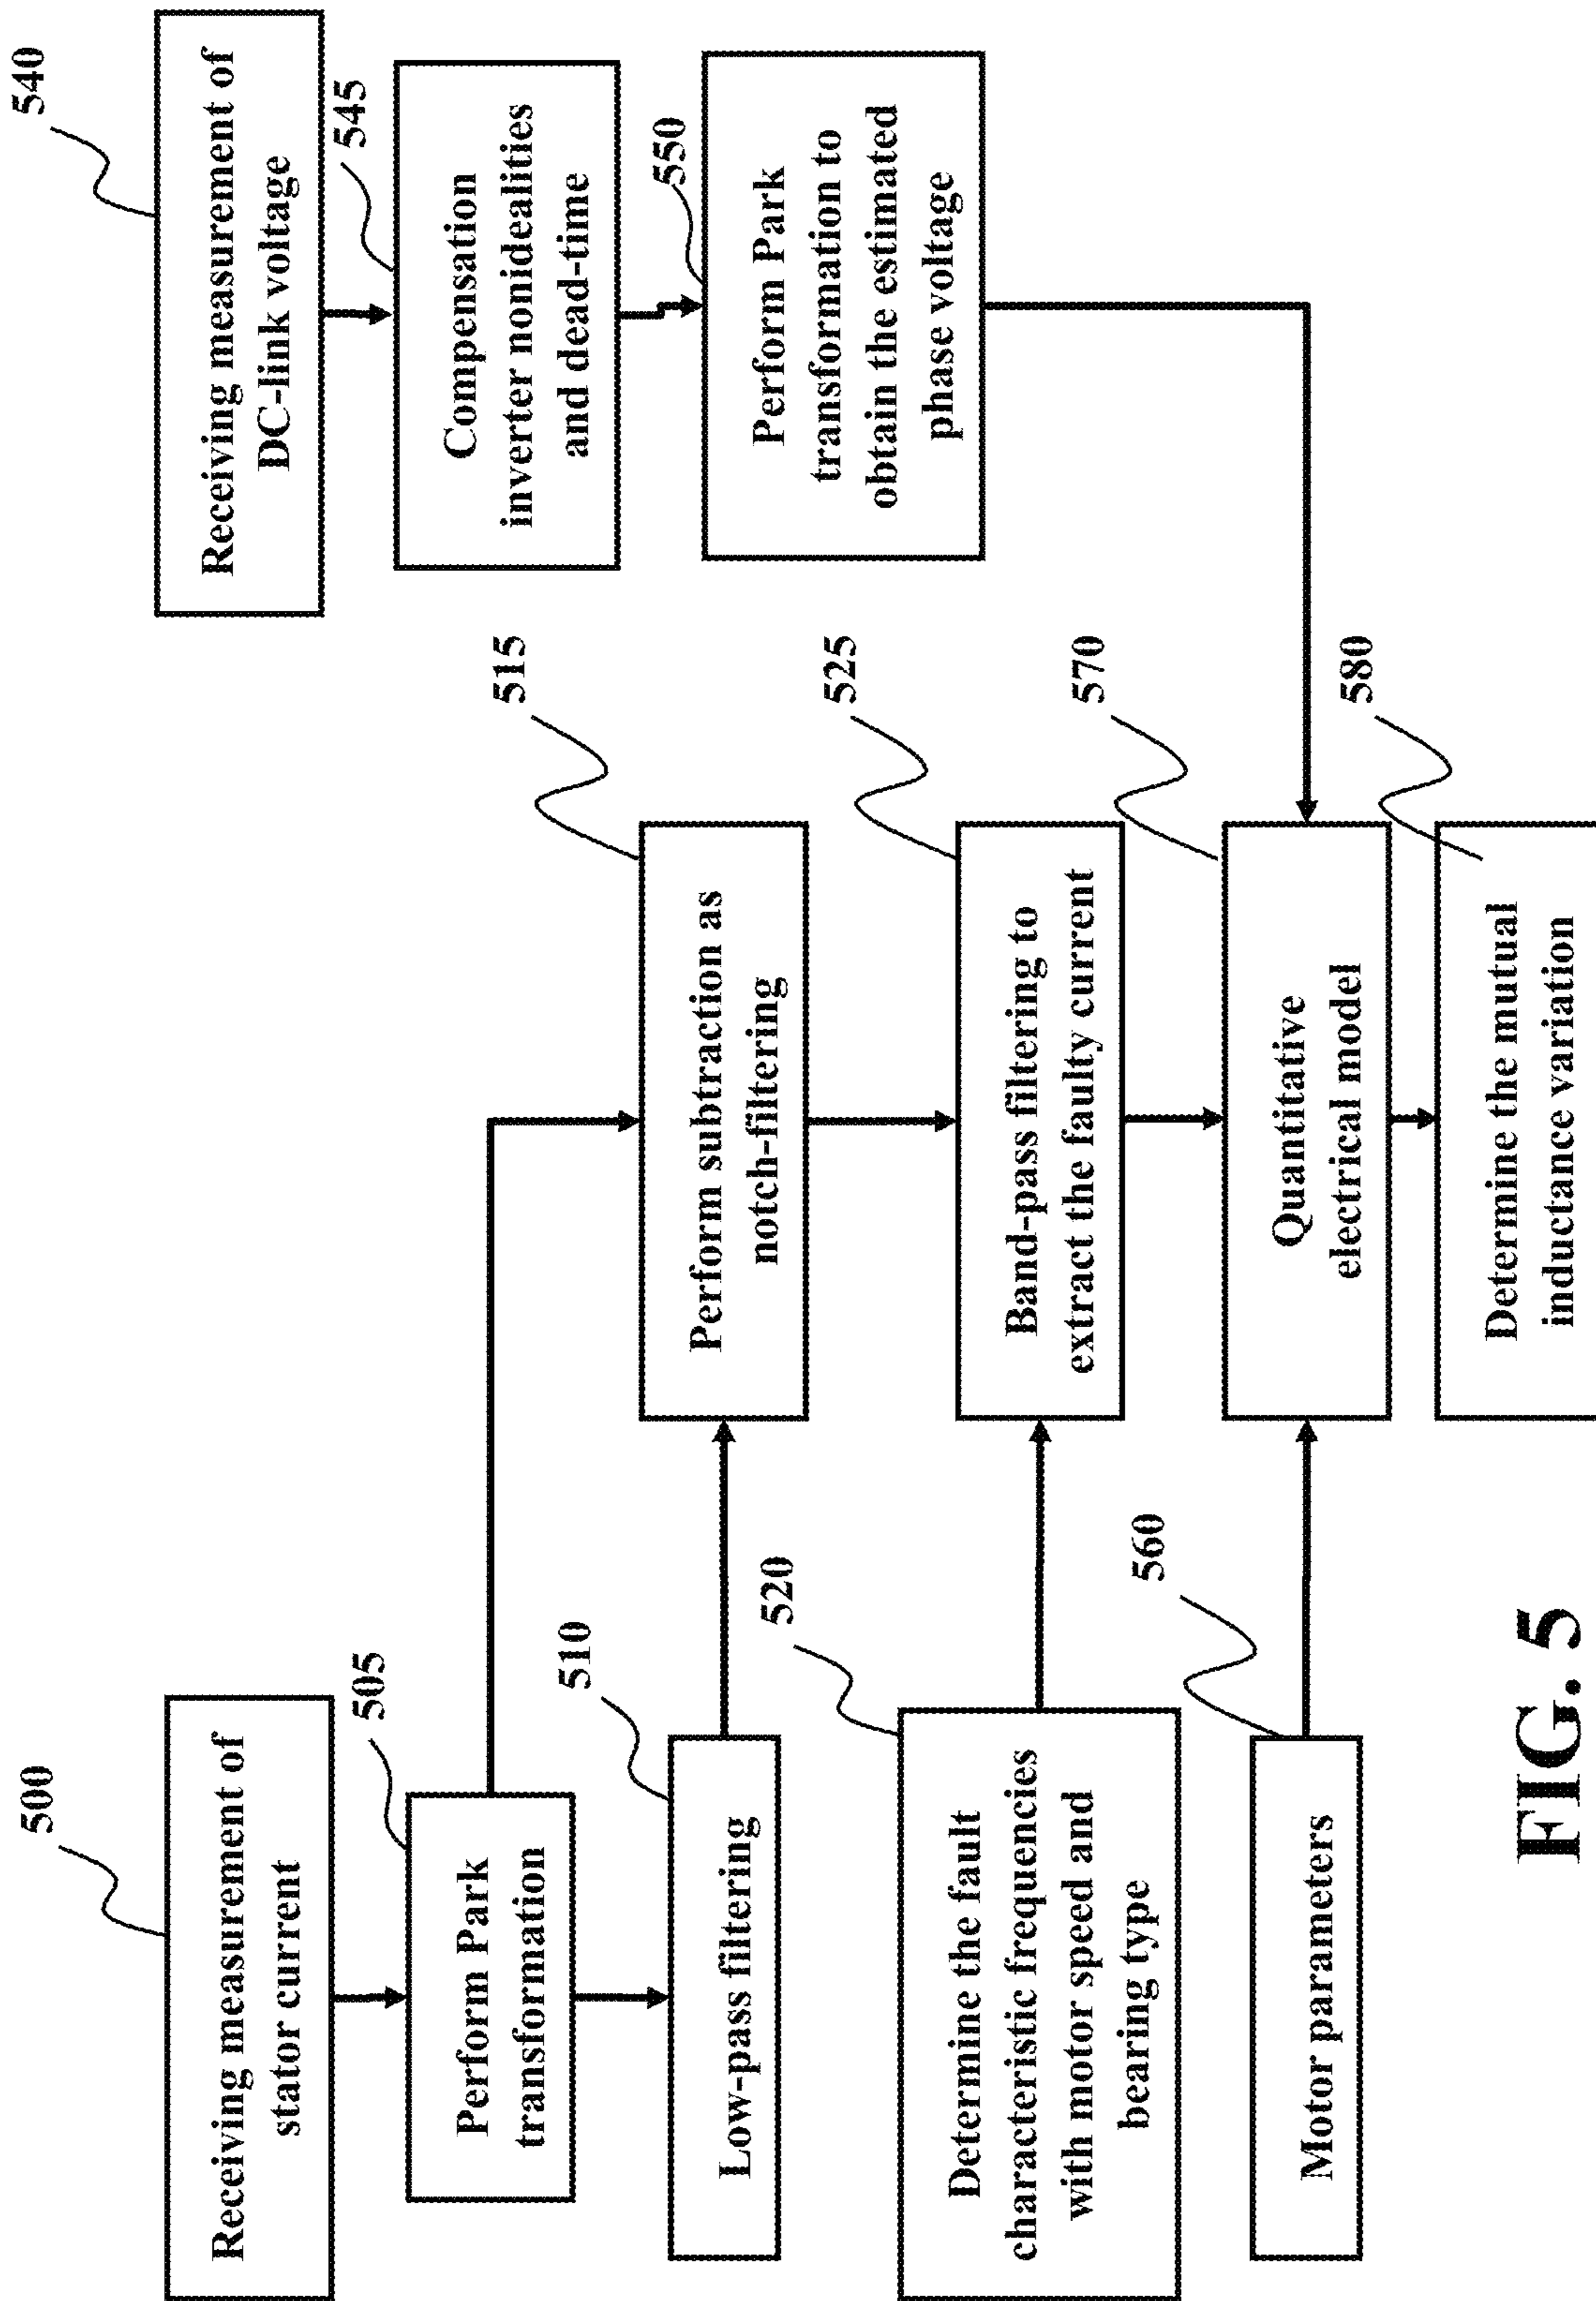 500
Receiving measurement of
stator current
505
Perform Park
transformation
510
Low-pass filtering
515
Perform subtraction as
notch-filtering
520
Determine the fault
characteristic frequencies
with motor speed and
bearing type
525
Band-pass filtering to
extract the faulty current
540
Receiving measurement of
DC-link voltage
545
Compensation
inverter nonidealities
and dead-time
550
Perform Park
transformation to
obtain the estimated
phase voltage
560
Motor parameters
570
Quantitative
electrical model
580
Determine the mutual
inductance variation
FIG. 5